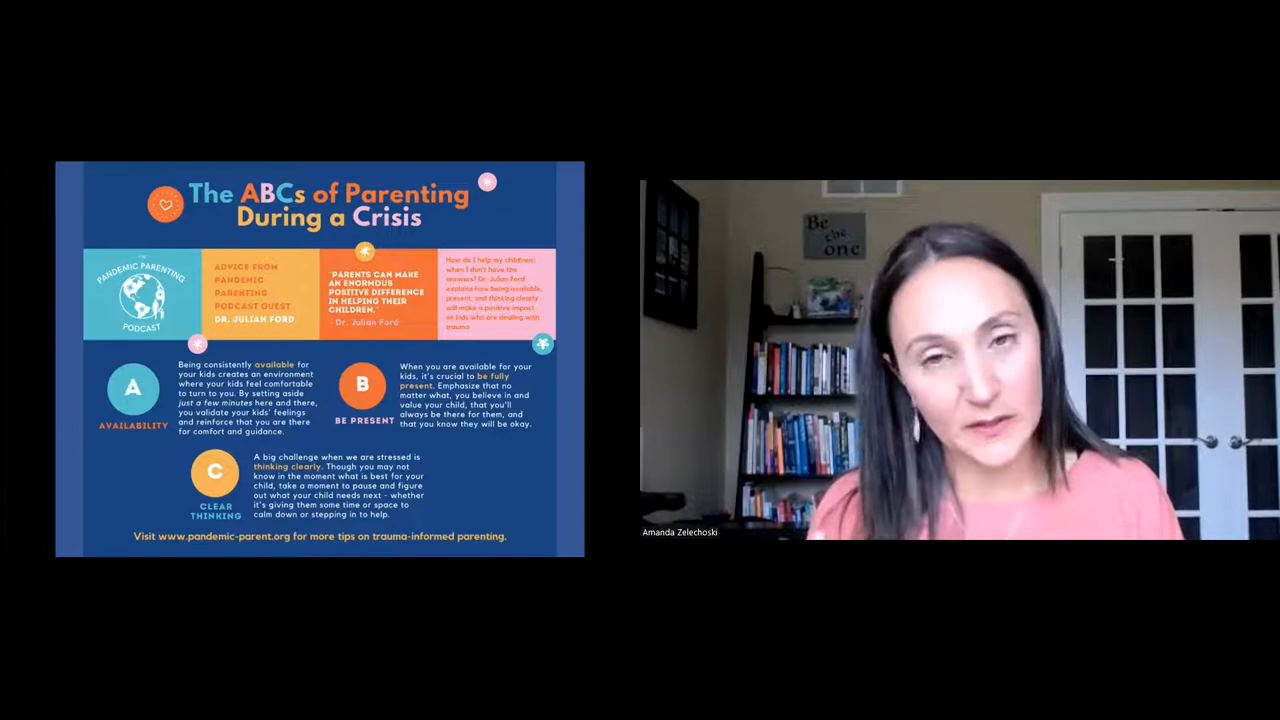 The ABCs of Parenting
During a Crisis
THE
PANDEMIC PARENTING
PODCAST
ADVICE FROM
PANDEMIC
PARENTING
PODCAST GUEST
DR. JULIAN FORD
"PARENTS CAN MAKE
AN ENORMOUS
POSITIVE DIFFERENCE
IN HELPING THEIR
CHILDREN."
- Dr. Julian Ford
How do I help my children:
when I don't have the
answers? Dr. Julian Ford
explains how being available,
present, and thinking clearly
will make a positive impact
on kids who are dealing with
trauma
A
AVAILABILITY
Being consistently available for
your kids creates an environment
where your kids feel comfortable
to turn to you. By setting aside
just a few minutes here and there,
you validate your kids' feelings
and reinforce that you are there
for comfort and guidance.
B
BE PRESENT
When you are available for your
kids, it's crucial to be fully
present. Emphasize that no
matter what, you believe in and
value your child, that you'll
always be there for them, and
that you know they will be okay.
C
CLEAR
THINKING
A big challenge when we are stressed is
thinking clearly. Though you may not
know in the moment what is best for your
child, take a moment to pause and figure
out what your child needs next - whether
it's giving them some time or space to
calm down or stepping in to help.
Visit www.pandemic-parent.org for more tips on trauma-informed parenting.
Be
the
one
Amanda Zelechoski